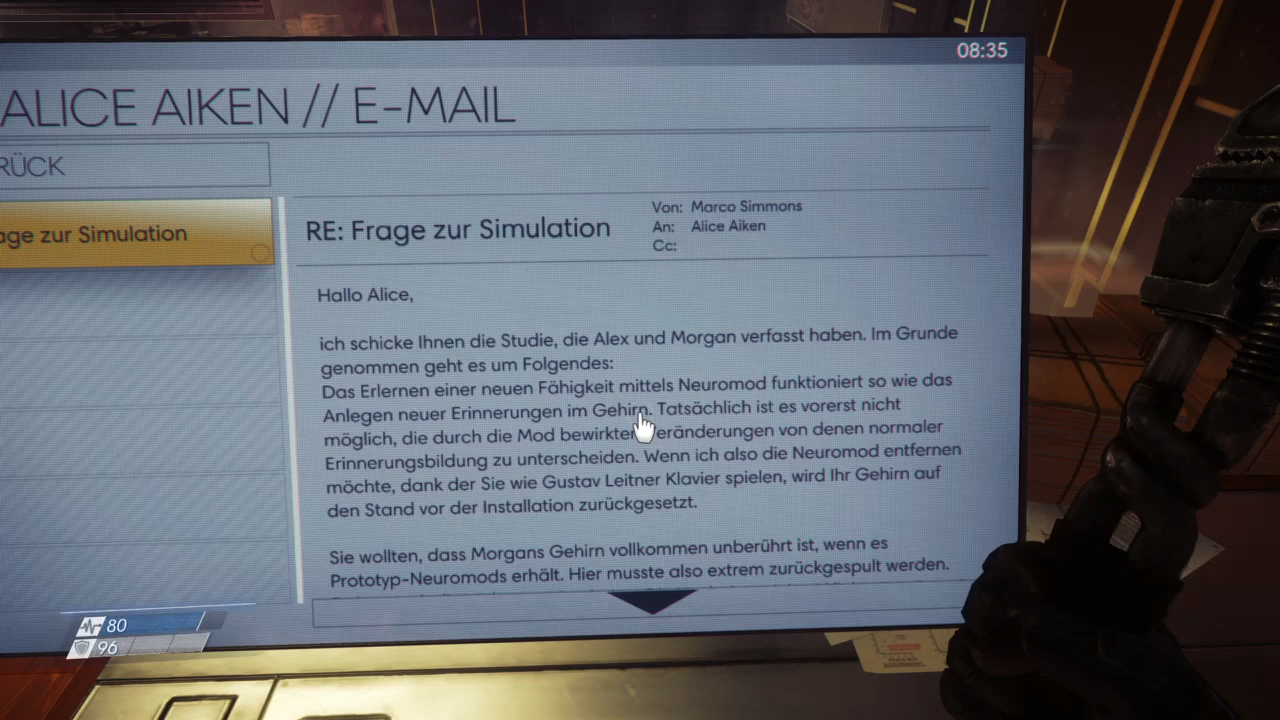 08:35
ALICE AIKEN // E-MAIL
RÜCK
age zur Simulation
RE: Frage zur Simulation
Von: Marco Simmons
An: Alice Aiken
Cc:
Hallo Alice,
ich schicke Ihnen die Studie, die Alex und Morgan verfasst haben. Im Grunde
genommen geht es um Folgendes:
Das Erlernen einer neuen Fähigkeit mittels Neuromod funktioniert so wie das
Anlegen neuer Erinnerungen im Gehirn. Tatsächlich ist es vorerst nicht
möglich, die durch die Mod bewirkten Veränderungen von denen normaler
Erinnerungsbildung zu unterscheiden. Wenn ich also die Neuromod entfernen
möchte, dank der Sie wie Gustav Leitner Klavier spielen, wird Ihr Gehirn auf
den Stand vor der Installation zurückgesetzt.
Sie wollten, dass Morgans Gehirn vollkommen unberührt ist, wenn es
Prototyp-Neuromods erhält. Hier musste also extrem zurückgespult werden.
80
96